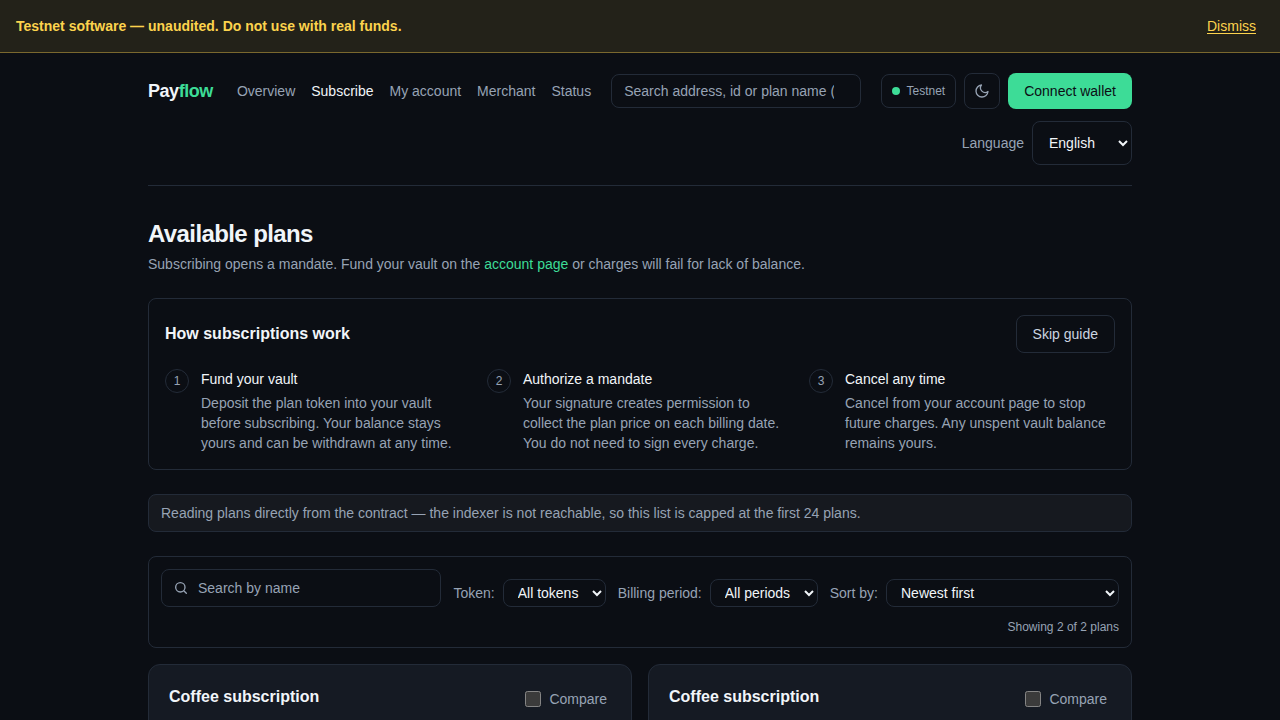 Testnet software — unaudited. Do not use with real funds.
Dismiss
Payflow
Overview
Subscribe
My account
Merchant
Status
Search address, id or plan name (
Testnet
Connect wallet
Language
English
Available plans
Subscribing opens a mandate. Fund your vault on the account page or charges will fail for lack of balance.
How subscriptions work
Skip guide
1
Fund your vault
Deposit the plan token into your vault
before subscribing. Your balance stays
yours and can be withdrawn at any time.
2
Authorize a mandate
Your signature creates permission to
collect the plan price on each billing date.
You do not need to sign every charge.
3
Cancel any time
Cancel from your account page to stop
future charges. Any unspent vault balance
remains yours.
Reading plans directly from the contract — the indexer is not reachable, so this list is capped at the first 24 plans.
Search by name
Token:
All tokens
Billing period:
All periods
Sort by:
Newest first
Showing 2 of 2 plans
Coffee subscription
Compare
Coffee subscription
Compare